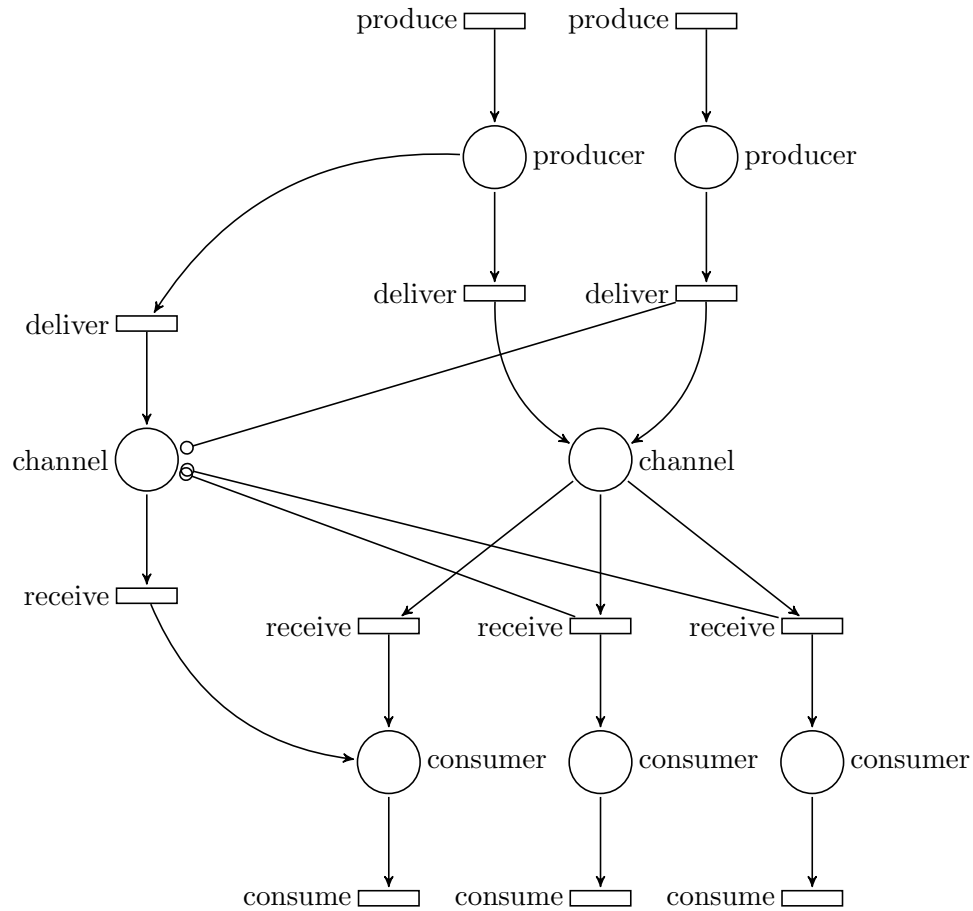 produce produce
producer producer
deliver deliver
deliver
channel channel
receive
receive receive receive
consumer consumer consumer
consume consume consume